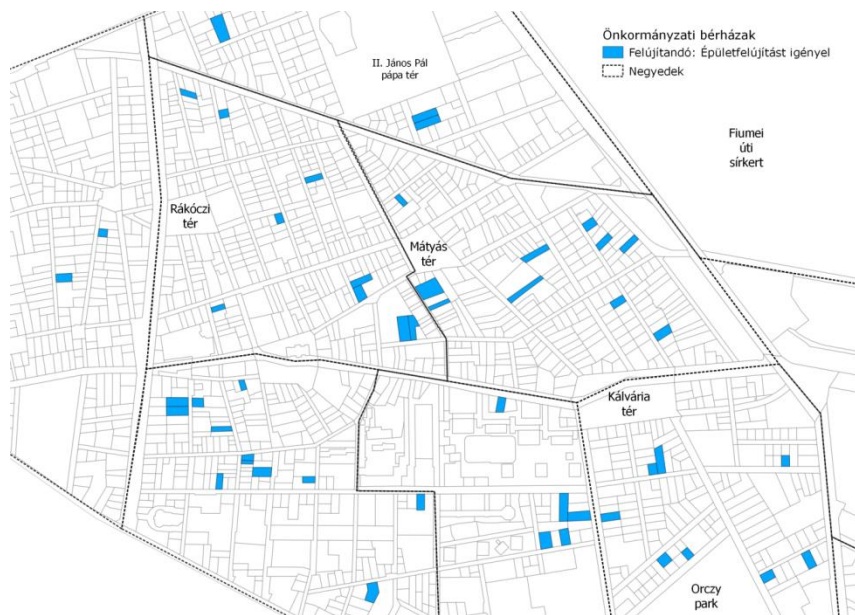 Önkormányzati bérházak
Felújítandó: Épületfelújítást igényel
Negyedek
II. János Pál
pápa tér
Fiumei
úti
sírkert
Rákóczi
tér
Mátyás
tér
Kálvária
tér
Orczy
park